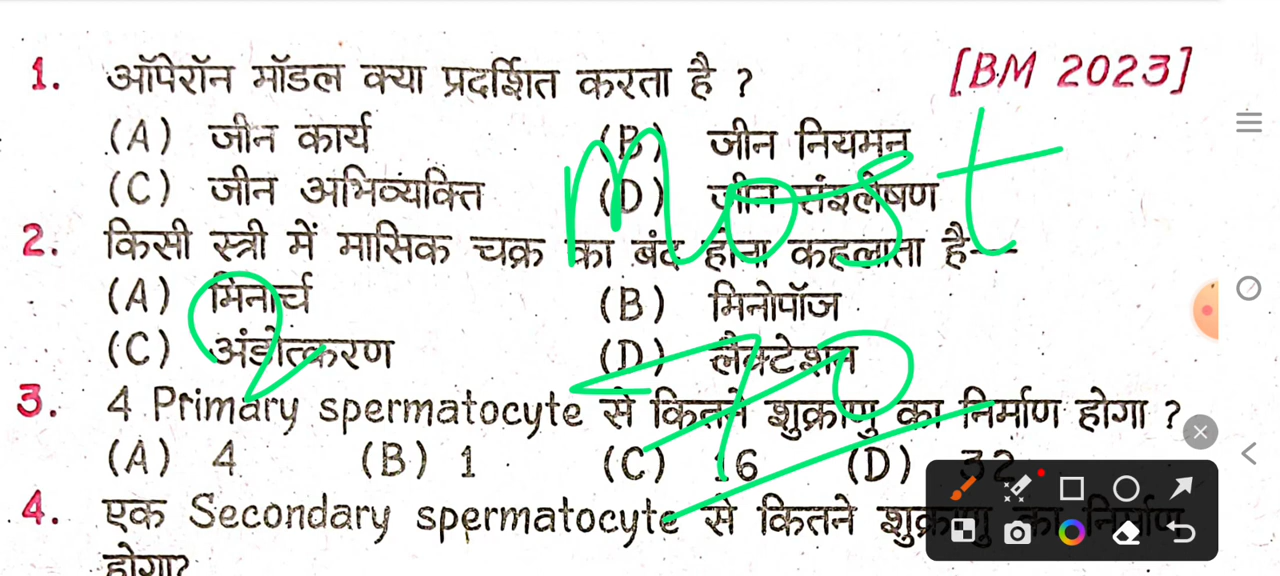 1. ऑपेरॉन मॉडल क्या प्रदर्शित करता है ? [BM 2023]
(A) जीन कार्य (B) जीन नियमन
(C) जीन अभिव्यक्ति (D) जीन संश्लेषण
most
2. किसी स्त्री में मासिक चक्र का बंद होना कहलाता है—
(A) मिनार्च (B) मिनोपॉज
(C) अंडोत्करण (D) लैक्टेशन
3. 4 Primary spermatocyte से कितने शुक्राणु का निर्माण होगा ?
(A) 4 (B) 1 (C) 16 (D) 32
4. एक Secondary spermatocyte से कितने शुक्राणु का निर्माण
होगा?